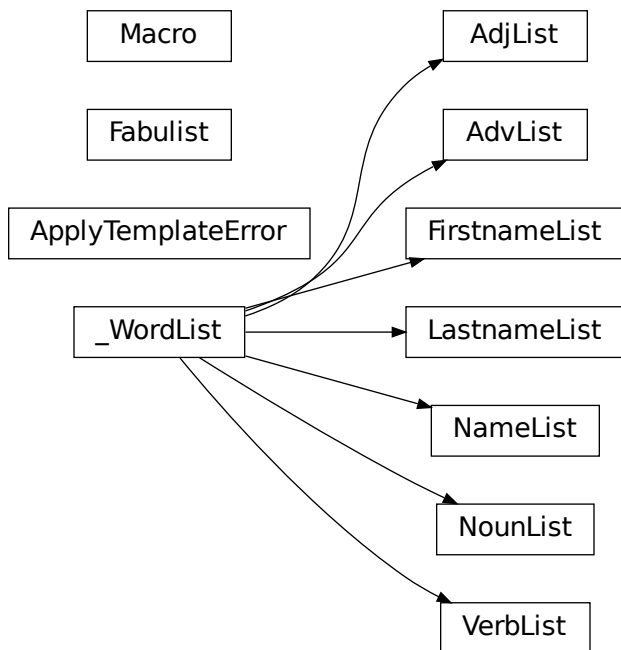 Macro
AdjList
Fabulist
AdvList
ApplyTemplateError
FirstnameList
_WordList
LastnameList
NameList
NounList
VerbList